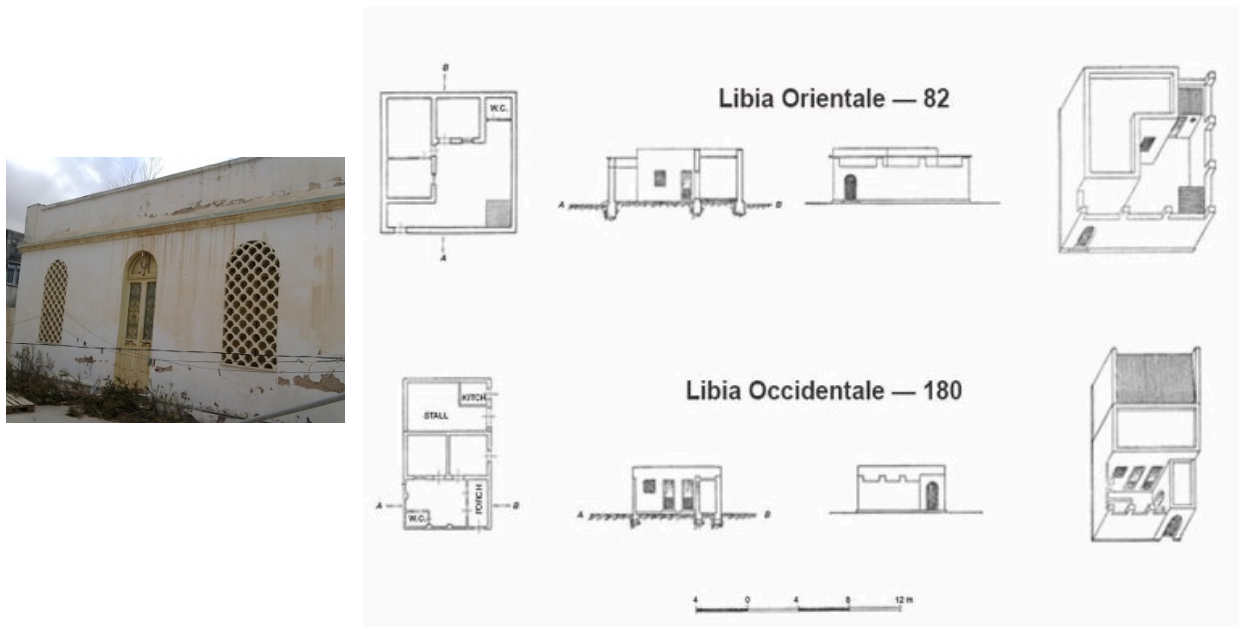 B
W.C.
A
Libia Orientale — 82
A
B
STALL
KITCH
A
W.C.
PORCH
B
Libia Occidentale — 180
A
B
4 0 4 8 12 m